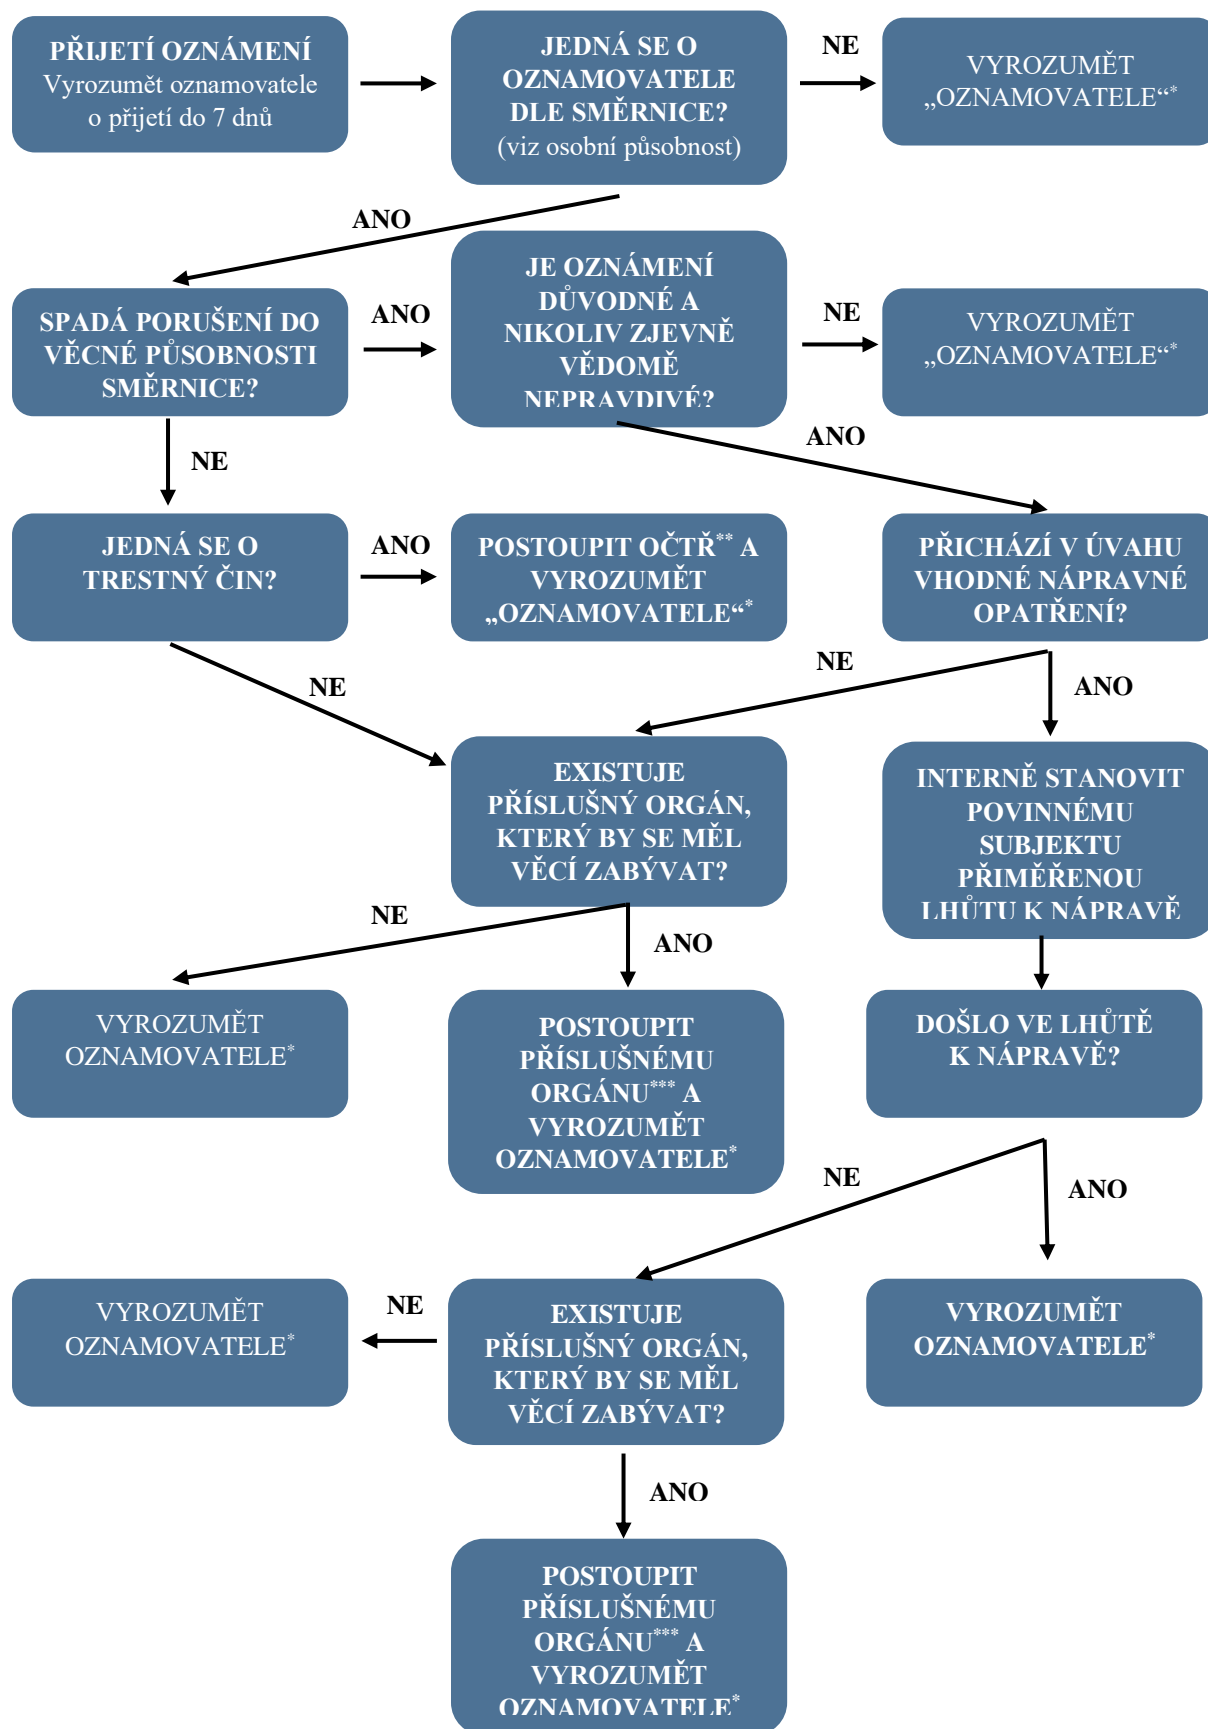 PŘIJETÍ OZNÁMENÍ
Vyrozumět oznamovatele
o přijetí do 7 dnů
JEDNÁ SE O
OZNAMOVATELE
DLE SMĚRNICE?
(viz osobní působnost)
NE
VYROZUMĚT
„OZNAMOVATELE“*
ANO
SPADÁ PORUŠENÍ DO
VĚCNÉ PŮSOBNOSTI
SMĚRNICE?
ANO
JE OZNÁMENÍ
DŮVODNÉ A
NIKOLIV ZJEVNĚ
VĚDOMĚ
NEPRAVDIVÉ?
NE
VYROZUMĚT
„OZNAMOVATELE“*
NE
ANO
JEDNÁ SE O
TRESTNÝ ČIN?
ANO
POSTOUPIT OČTŘ** A
VYROZUMĚT
„OZNAMOVATELE“*
PŘICHÁZÍ V ÚVAHU
VHODNÉ NÁPRAVNÉ
OPATŘENÍ?
NE
NE
ANO
EXISTUJE
PŘÍSLUŠNÝ ORGÁN,
KTERÝ BY SE MĚL
VĚCÍ ZABÝVAT?
INTERNĚ STANOVIT
POVINNÉMU
SUBJEKTU
PŘIMĚŘENOU
LHŮTU K NÁPRAVĚ
NE
ANO
VYROZUMĚT
OZNAMOVATELE*
POSTOUPIT
PŘÍSLUŠNÉMU
ORGÁNU*** A
VYROZUMĚT
OZNAMOVATELE*
DOŠLO VE LHŮTĚ
K NÁPRAVĚ?
NE
ANO
VYROZUMĚT
OZNAMOVATELE*
NE
EXISTUJE
PŘÍSLUŠNÝ ORGÁN,
KTERÝ BY SE MĚL
VĚCÍ ZABÝVAT?
VYROZUMĚT
OZNAMOVATELE*
ANO
POSTOUPIT
PŘÍSLUŠNÉMU
ORGÁNU*** A
VYROZUMĚT
OZNAMOVATELE*